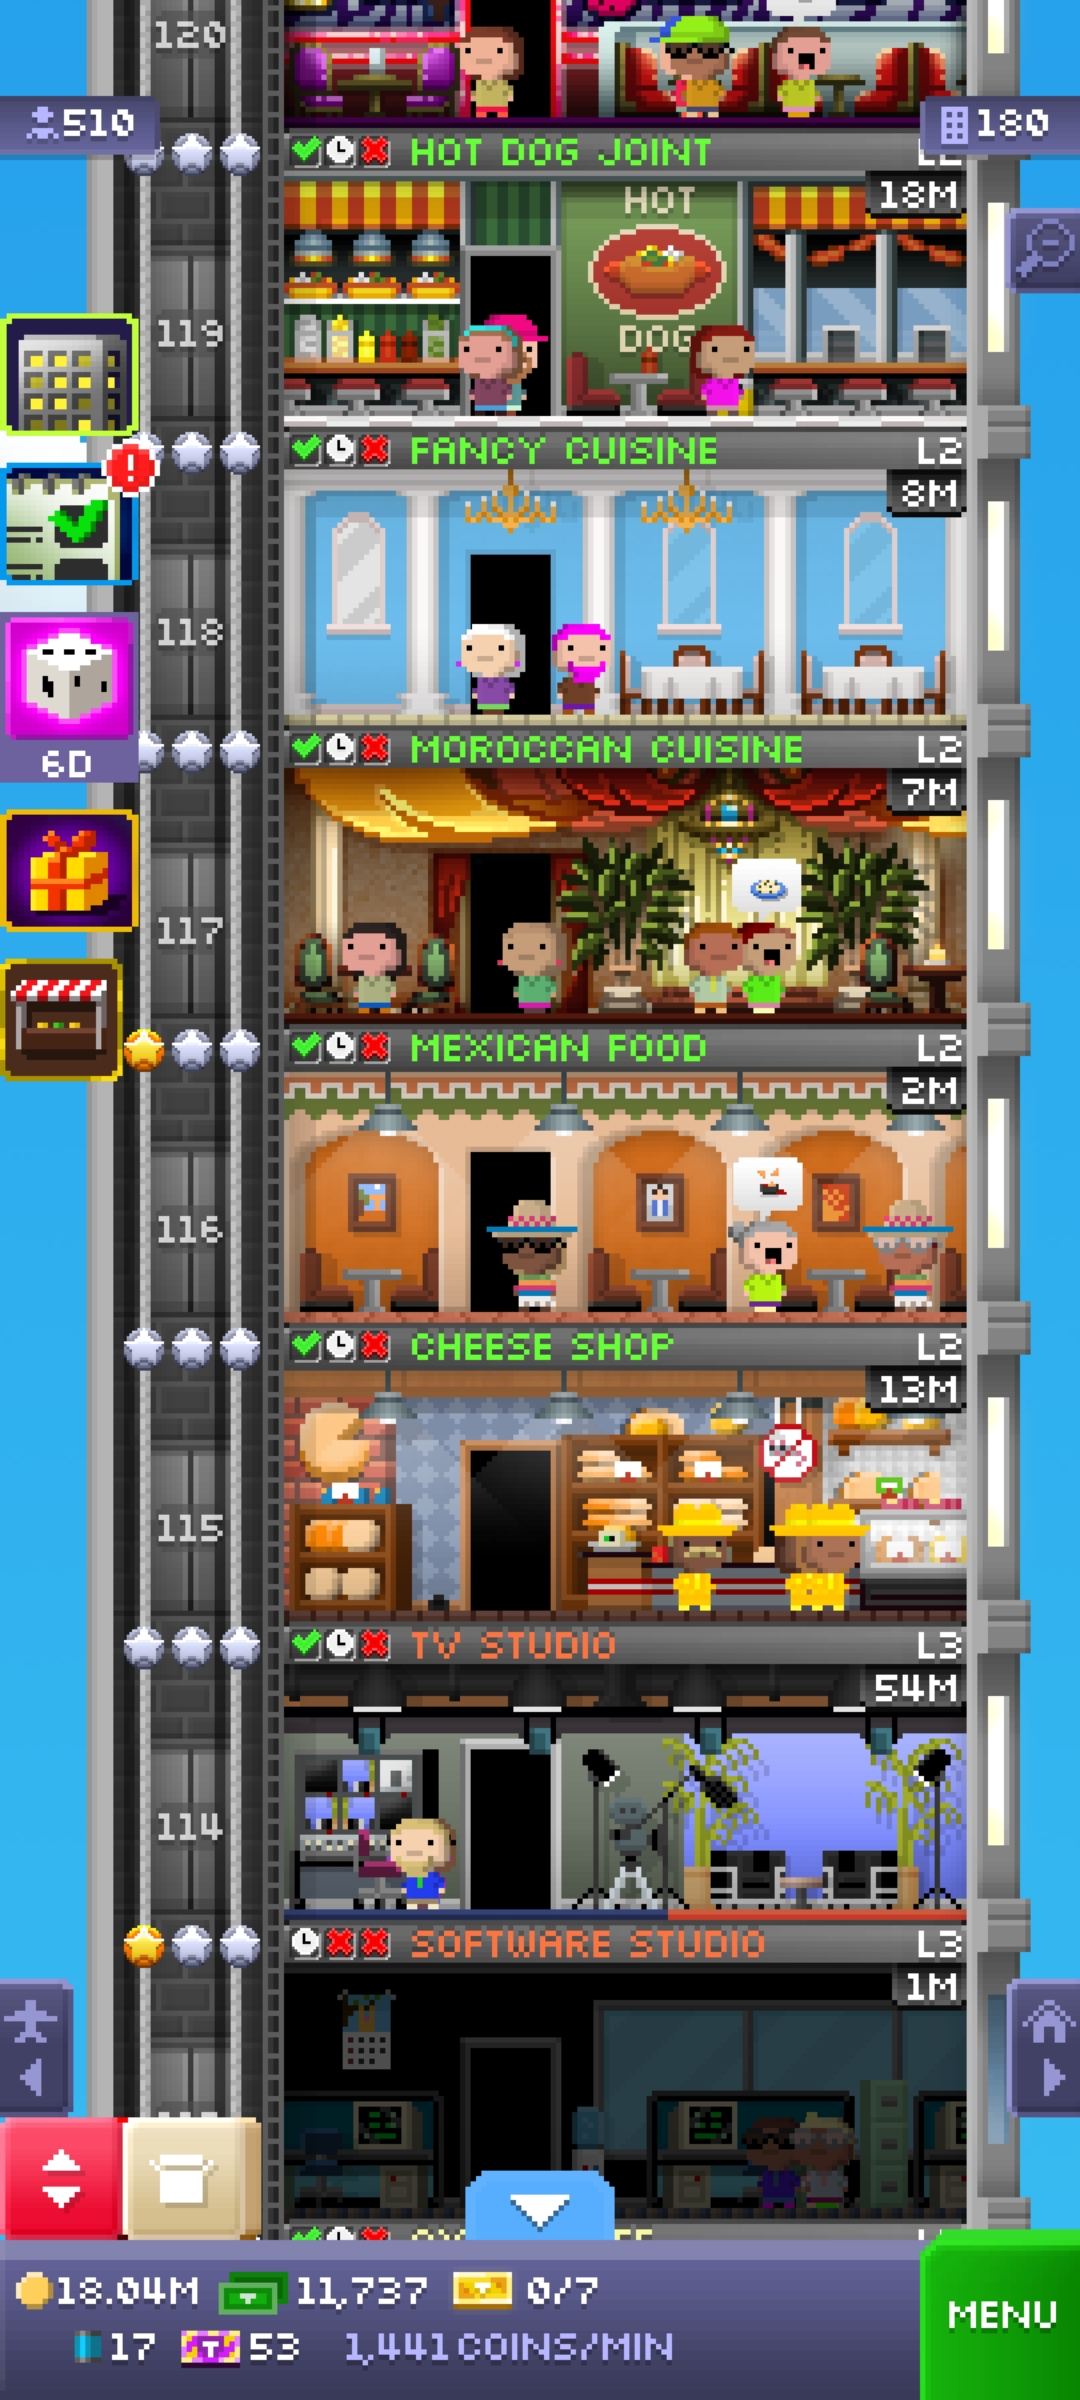 120
510
180
HOT DOG JOINT
18M
HOT
DOG
119
FANCY CUISINE L2
8M
118
6D
MOROCCAN CUISINE L2
7M
117
MEXICAN FOOD L2
2M
116
CHEESE SHOP L2
13M
115
TV STUDIO L3
54M
114
SOFTWARE STUDIO L3
1M
18.04M 11,737 0/7
17 53 1,441 COINS/MIN
MENU